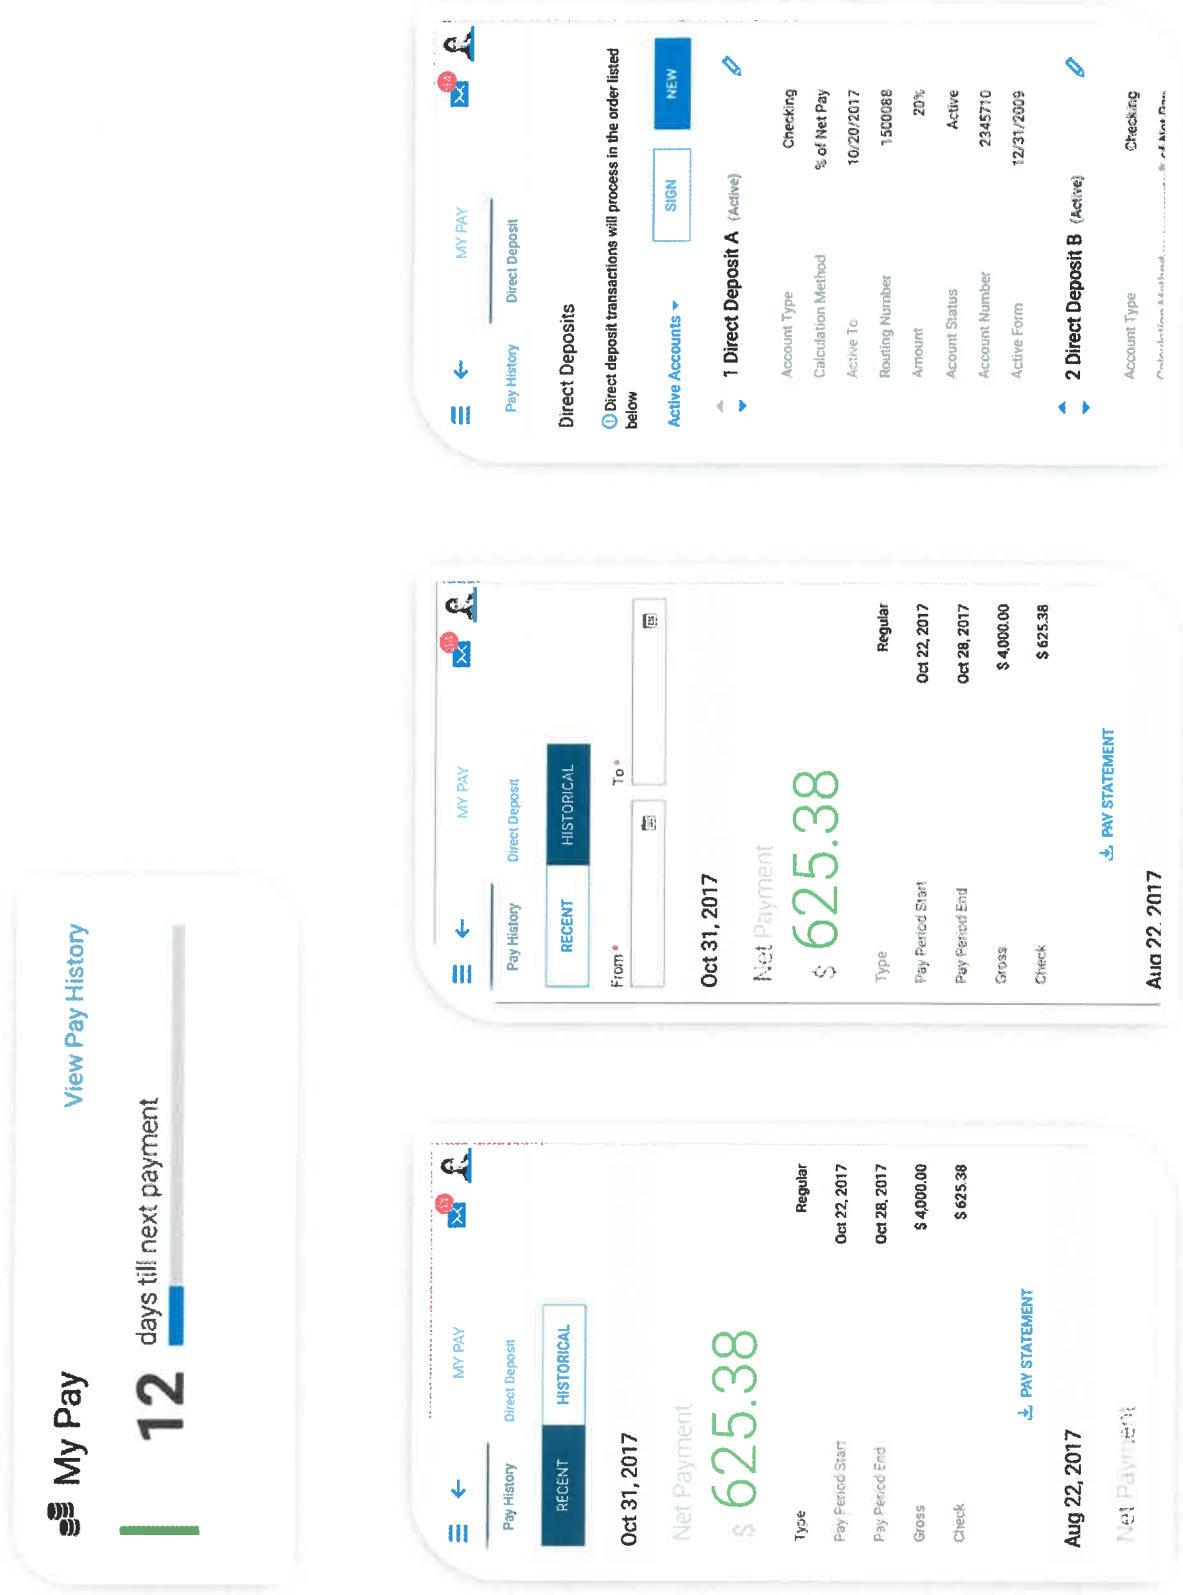 My Pay
View Pay History
12 days till next payment
MY PAY
Pay History Direct Deposit
RECENT HISTORICAL
Oct 31, 2017
Net Payment
$ 625.38
Type Regular
Pay Period Start Oct 22, 2017
Pay Period End Oct 28, 2017
Gross $ 4,000.00
Check $ 625.38
PAY STATEMENT
Aug 22, 2017
Net Payment
MY PAY
Pay History Direct Deposit
RECENT HISTORICAL
From * To *
Oct 31, 2017
Net Payment
$ 625.38
Type Regular
Pay Period Start Oct 22, 2017
Pay Period End Oct 28, 2017
Gross $ 4,000.00
Check $ 625.38
PAY STATEMENT
Aug 22, 2017
MY PAY
Pay History Direct Deposit
Direct Deposits
Direct deposit transactions will process in the order listed
below
Active Accounts SIGN NEW
1 Direct Deposit A (Active)
Account Type Checking
Calculation Method % of Net Pay
Active To 10/20/2017
Routing Number 1500088
Amount 20%
Acount Status Active
Account Number 2345710
Active Form 12/31/2009
2 Direct Deposit B (Active)
Account Type Checking
Calculation Method % of Net Pay